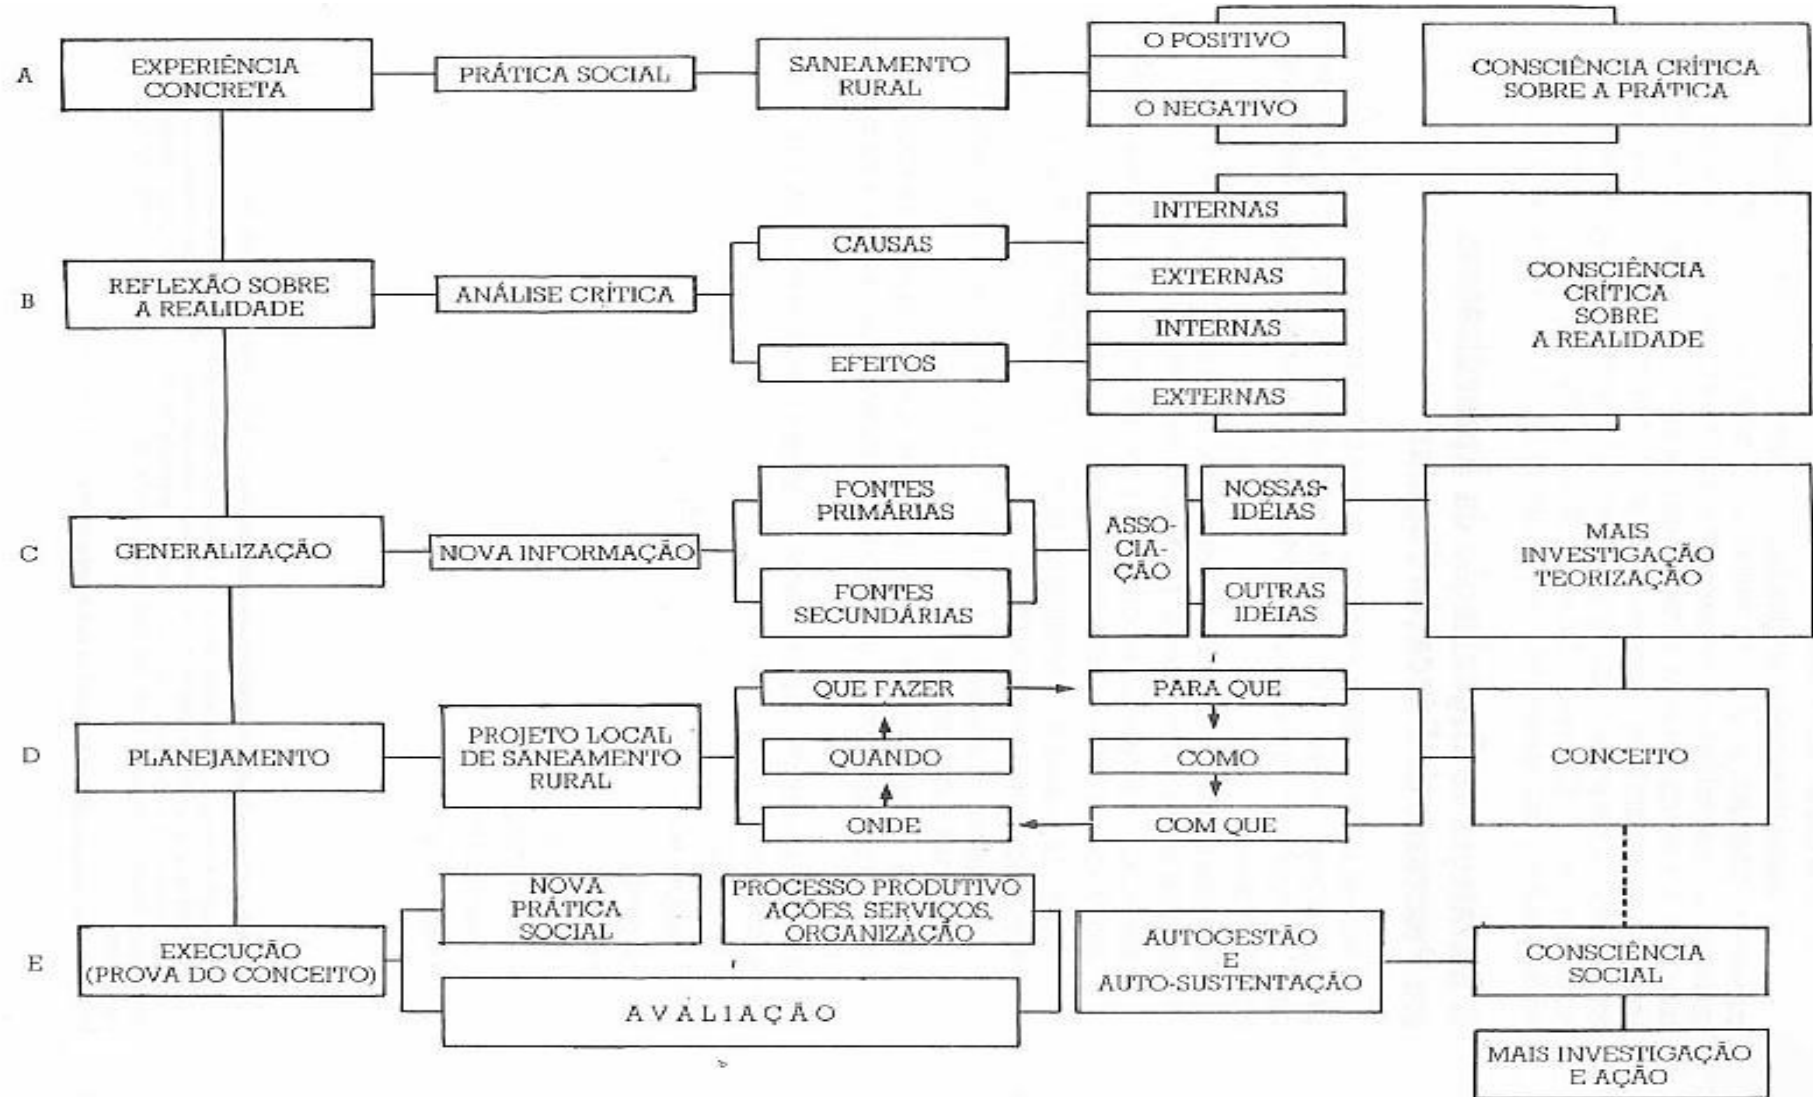 A
EXPERIÊNCIA
CONCRETA
PRÁTICA SOCIAL
SANEAMENTO
RURAL
O POSITIVO
O NEGATIVO
CONSCIÊNCIA CRÍTICA
SOBRE A PRÁTICA
B
REFLEXÃO SOBRE
A REALIDADE
ANÁLISE CRÍTICA
CAUSAS
EFEITOS
INTERNAS
EXTERNAS
INTERNAS
EXTERNAS
CONSCIÊNCIA
CRÍTICA
SOBRE
A REALIDADE
C
GENERALIZAÇÃO
NOVA INFORMAÇÃO
FONTES
PRIMÁRIAS
FONTES
SECUNDÁRIAS
ASSO-
CIA-
ÇÃO
NOSSAS-
IDÉIAS
OUTRAS
IDÉIAS
MAIS
INVESTIGAÇÃO
TEORIZAÇÃO
D
PLANEJAMENTO
PROJETO LOCAL
DE SANEAMENTO
RURAL
QUE FAZER
QUANDO
ONDE
PARA QUE
COMO
COM QUE
CONCEITO
E
EXECUÇÃO
(PROVA DO CONCEITO)
NOVA
PRÁTICA
SOCIAL
PROCESSO PRODUTIVO
AÇÕES, SERVIÇOS,
ORGANIZAÇÃO
AVALIAÇÃO
AUTOGESTÃO
E
AUTO-SUSTENTAÇÃO
CONSCIÊNCIA
SOCIAL
MAIS INVESTIGAÇÃO
E AÇÃO